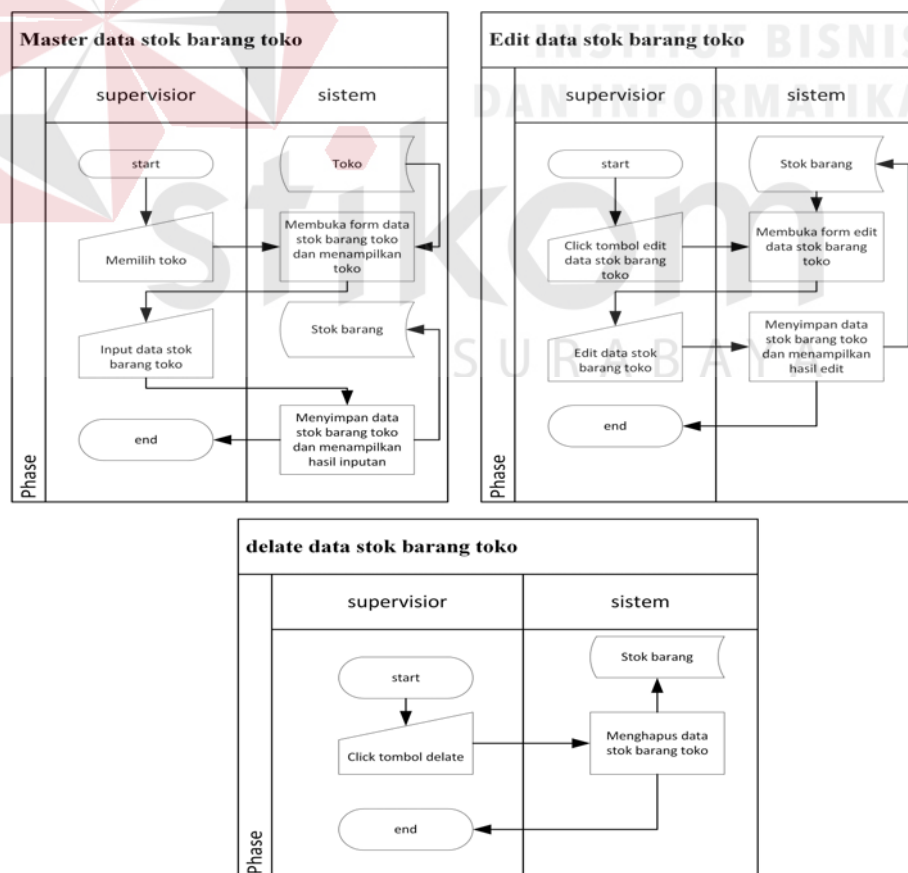 Master data stok barang toko
supervisior
sistem
start
Toko
Memilih toko
Membuka form data
stok barang toko
dan menampilkan
toko
Input data stok
barang toko
Stok barang
end
Menyimpan data
stok barang toko
dan menampilkan
hasil inputan
Phase
Edit data stok barang toko
supervisior
sistem
start
Stok barang
Click tombol edit
data stok barang
toko
Membuka form edit
data stok barang
toko
Edit data stok
barang toko
Menyimpan data
stok barang toko
dan menampilkan
hasil edit
end
Phase
delate data stok barang toko
supervisior
sistem
start
Stok barang
Click tombol delate
Menghapus data
stok barang toko
end
Phase
INSTITUT BISNIS
DAN INFORMATIKA
stikom
SURABAYA